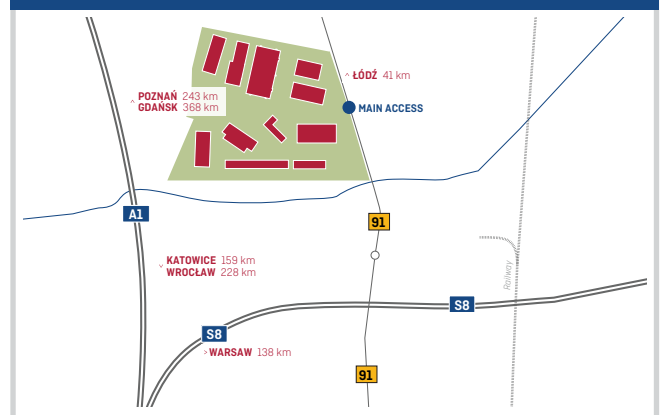 ŁÓDŹ 41 km
POZNAŃ 243 km
GDAŃSK 368 km
MAIN ACCESS
A1
91
KATOWICE 159 km
WROCŁAW 228 km
Railway
S8
S8
WARSAW 138 km
91